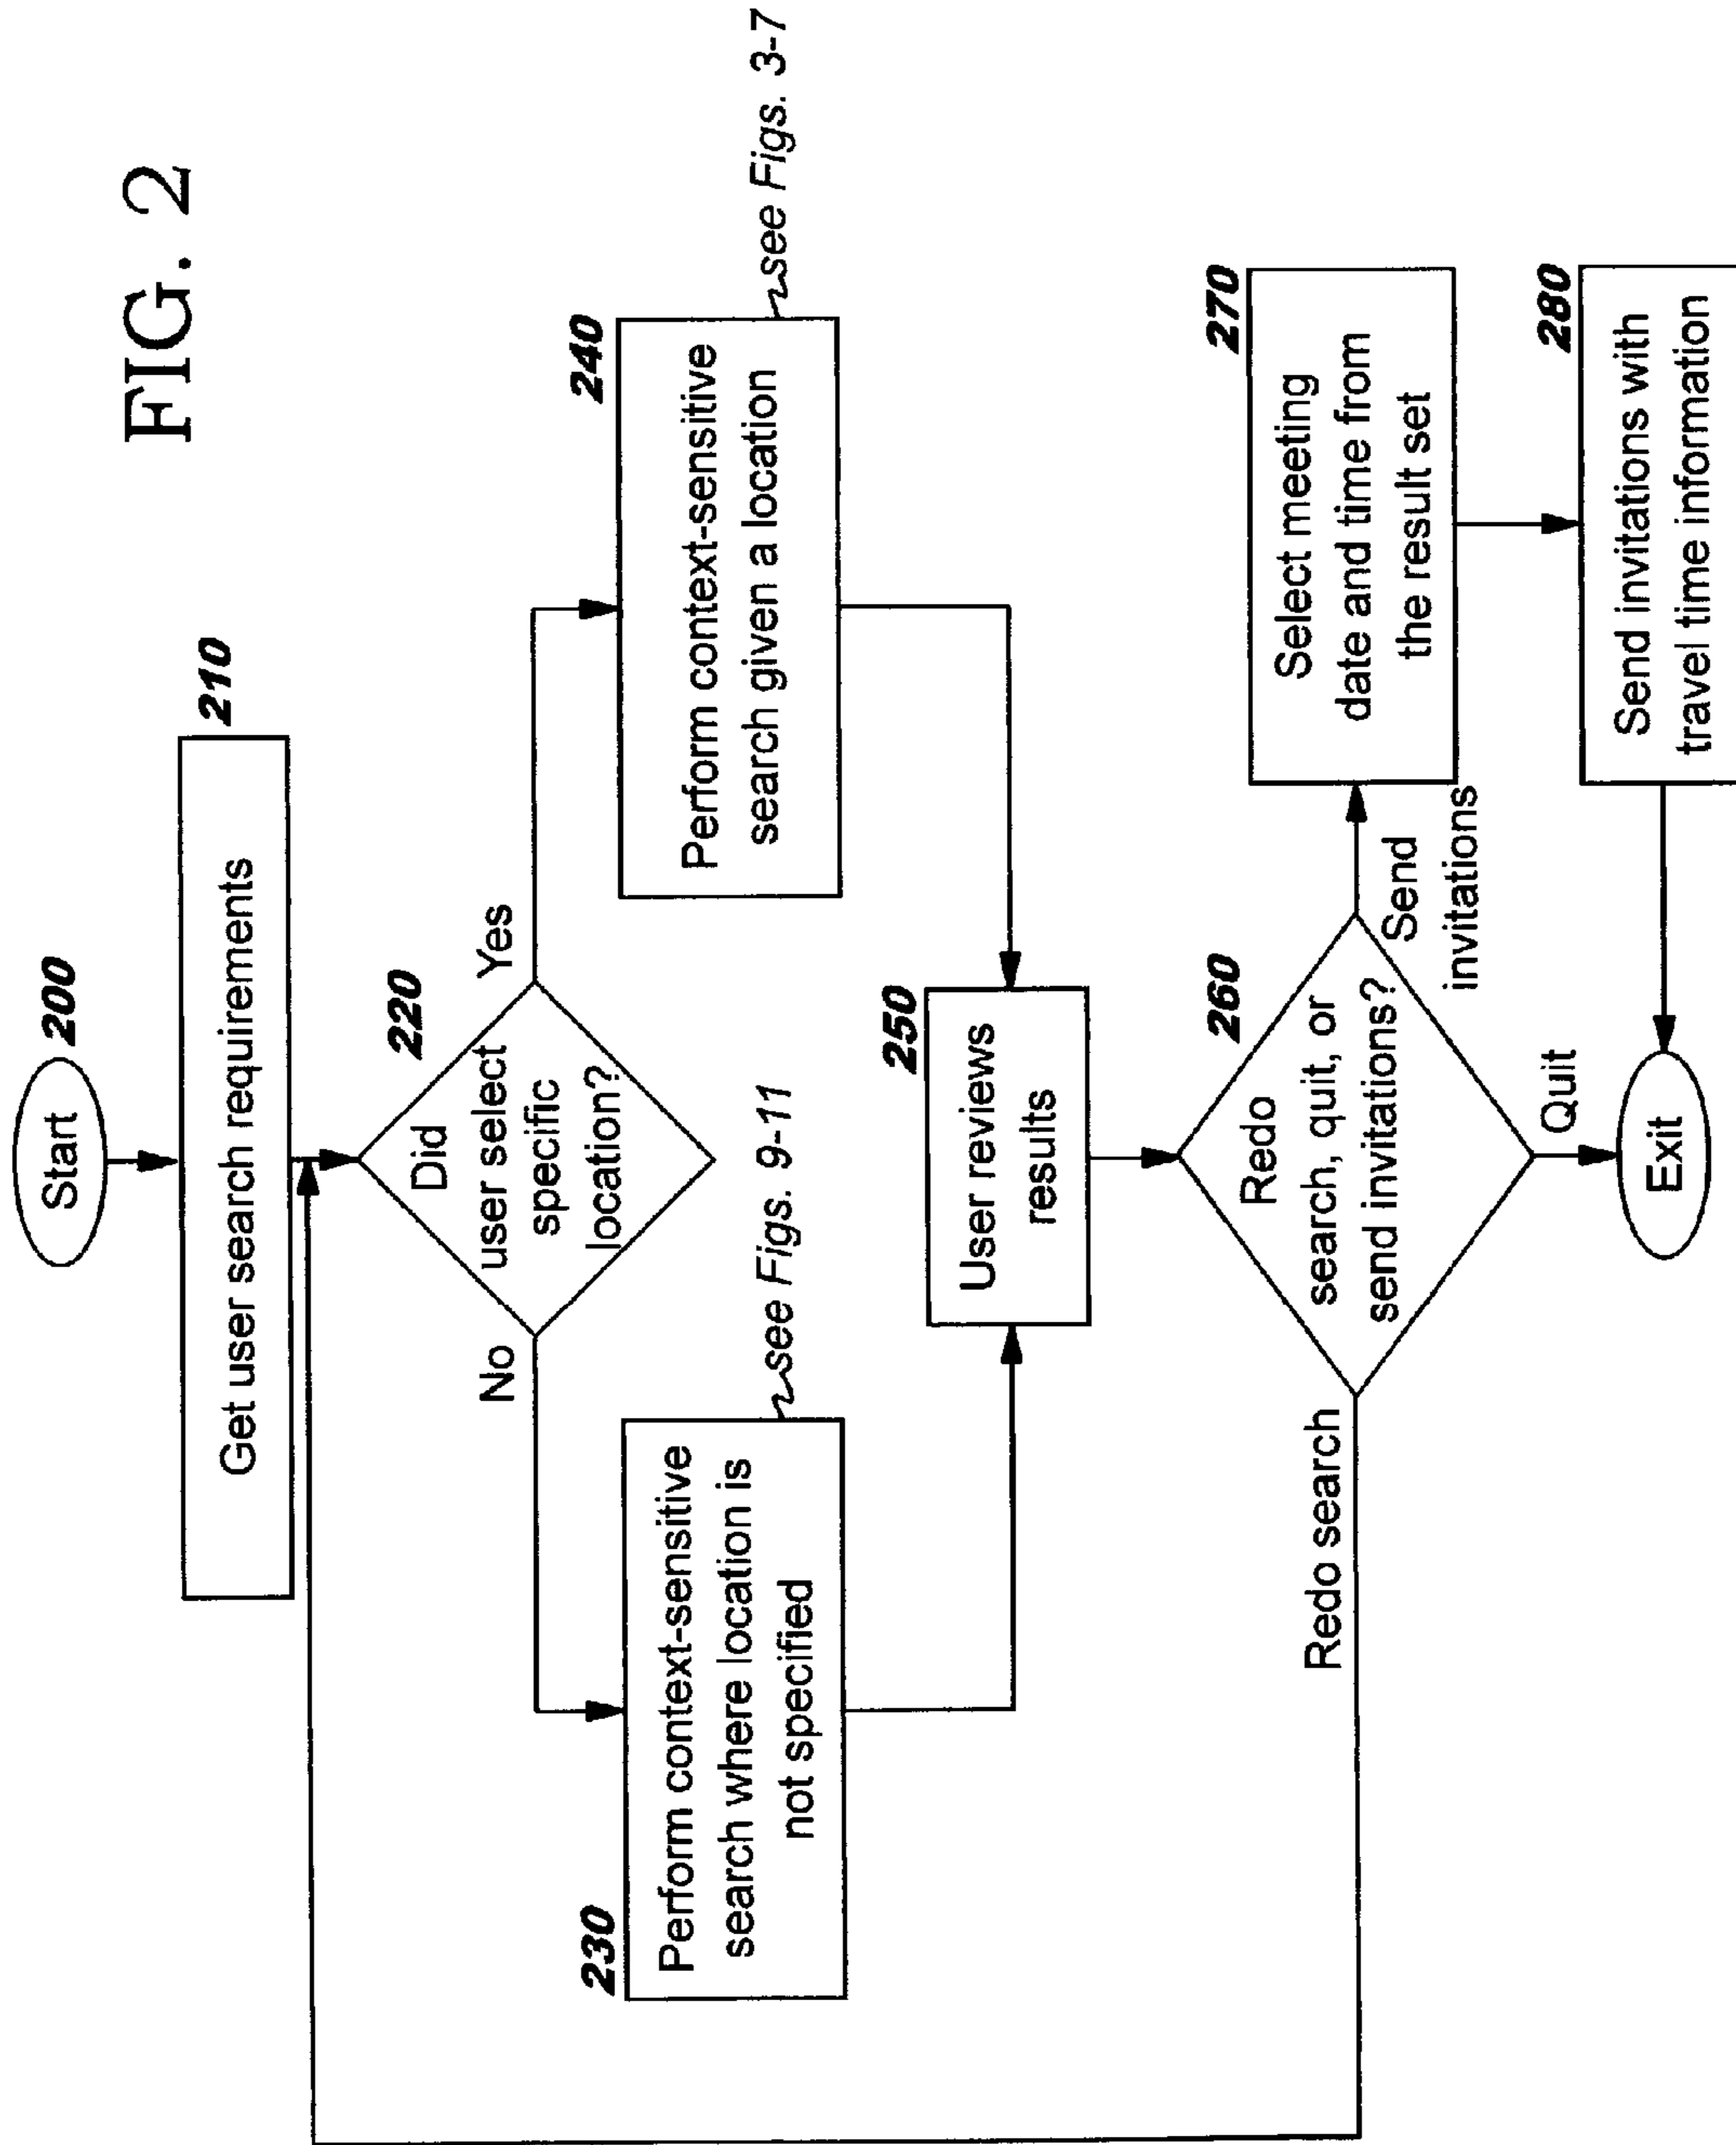 FIG. 2
Start
200
210
Get user search requirements
220
Did
user select
specific
location?
No
Yes
230
Perform context-sensitive
search where location is
not specified
see Figs. 9-11
240
Perform context-sensitive
search given a location
see Figs. 3-7
250
User reviews
results
260
Redo
search, quit, or
send invitations?
Redo search
Send
invitations
Quit
270
Select meeting
date and time from
the result set
280
Send invitations with
travel time information
Exit